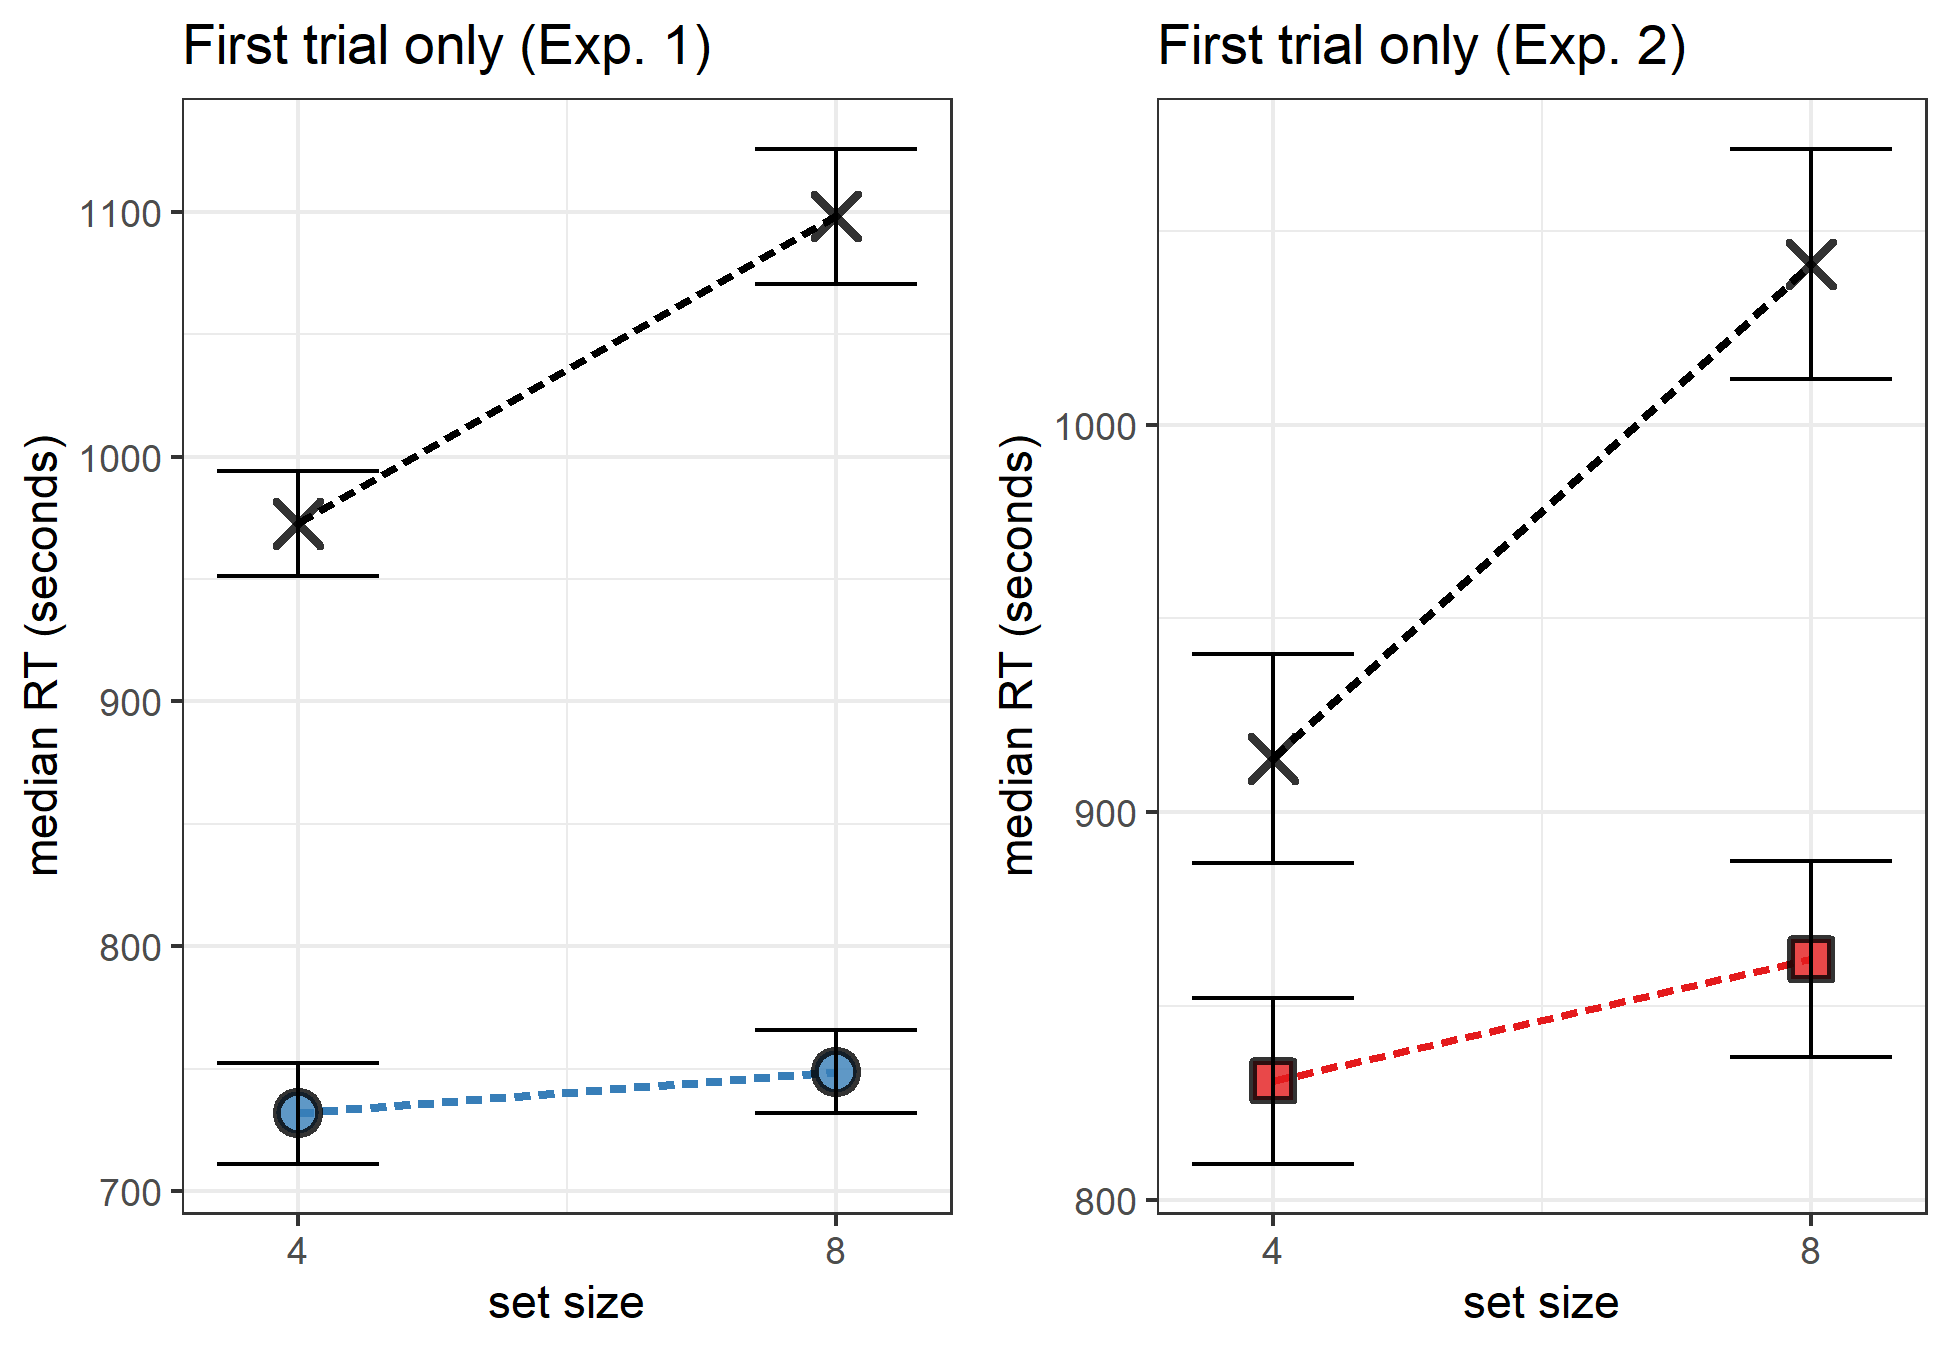 First trial only (Exp. 1)
median RT (seconds)
1100
1000
900
800
700
4
8
set size
First trial only (Exp. 2)
median RT (seconds)
1000
900
800
4
8
set size